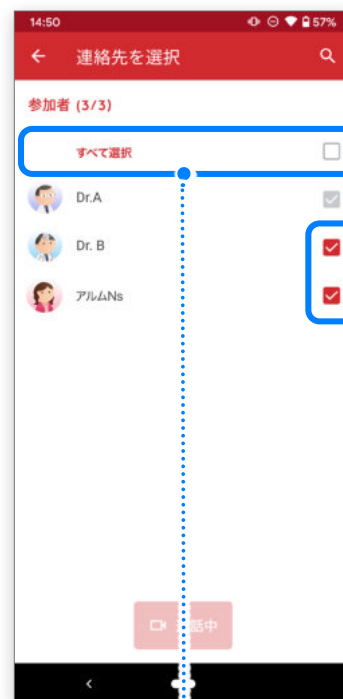 14:50 57%
連絡先を選択
参加者 (3/3)
すべて選択
Dr.A
Dr. B
アルムNs
話中